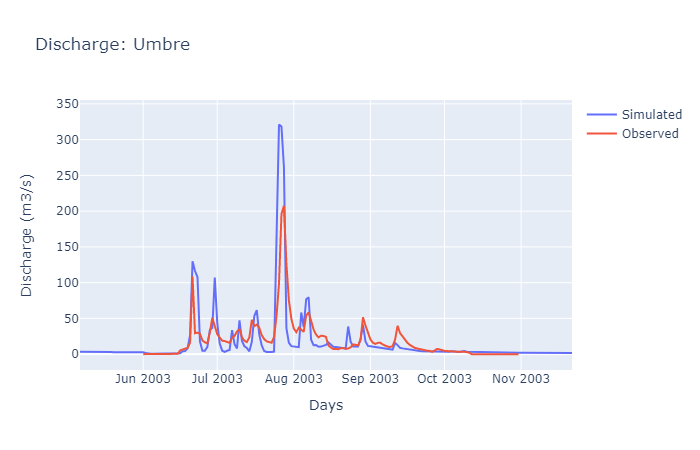 Discharge: Umbre
350
300
250
200
150
100
50
0
Discharge (m3/s)
Jun 2003
Jul 2003
Aug 2003
Sep 2003
Oct 2003
Nov 2003
Days
Simulated
Observed